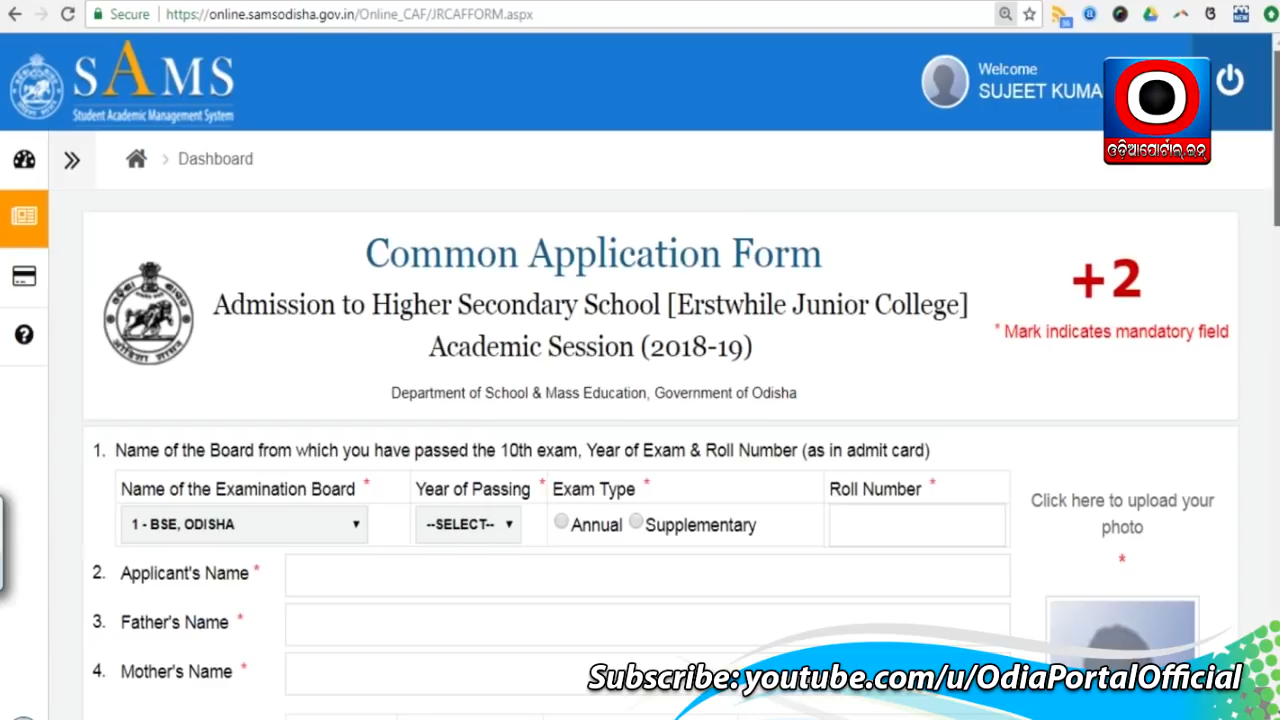 Secure
https://online.samsodisha.gov.in/Online_CAF/JRCAFFORM.aspx
SAMS
Student Academic Management System
Welcome
SUJEET KUMA
ଓଡ଼ିଆପୋର୍ଟାଲ୍.ଇନ୍
Dashboard
Common Application Form
Admission to Higher Secondary School [Erstwhile Junior College]
Academic Session (2018-19)
Department of School & Mass Education, Government of Odisha
+2
* Mark indicates mandatory field
1. Name of the Board from which you have passed the 10th exam, Year of Exam & Roll Number (as in admit card)
Name of the Examination Board * Year of Passing * Exam Type * Roll Number *
1 - BSE, ODISHA --SELECT-- Annual Supplementary
Click here to upload your
photo
*
2. Applicant's Name *
3. Father's Name *
4. Mother's Name *
Subscribe: youtube.com/u/OdiaPortalOfficial